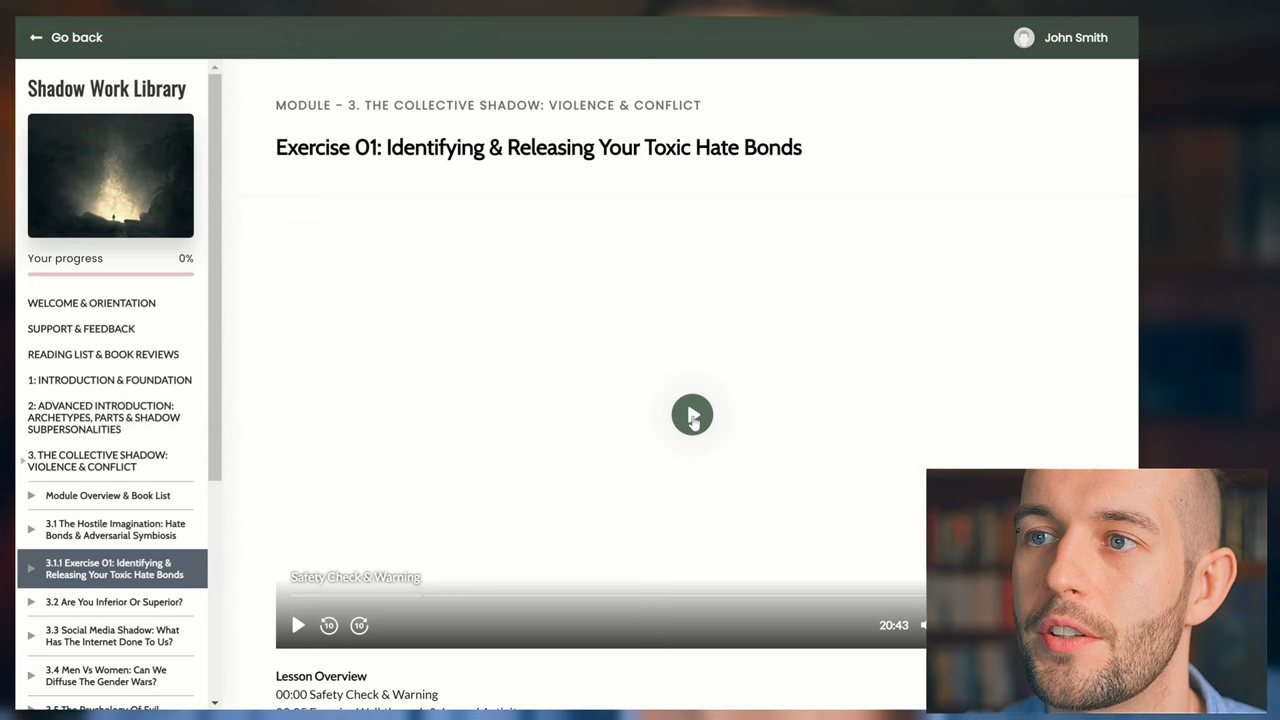 Go back
John Smith
Shadow Work Library
Your progress 0%
WELCOME & ORIENTATION
SUPPORT & FEEDBACK
READING LIST & BOOK REVIEWS
1: INTRODUCTION & FOUNDATION
2: ADVANCED INTRODUCTION:
ARCHETYPES, PARTS & SHADOW
SUBPERSONALITIES
3. THE COLLECTIVE SHADOW:
VIOLENCE & CONFLICT
Module Overview & Book List
3.1 The Hostile Imagination: Hate
Bonds & Adversarial Symbiosis
3.1.1 Exercise 01: Identifying &
Releasing Your Toxic Hate Bonds
3.2 Are You Inferior Or Superior?
3.3 Social Media Shadow: What
Has The Internet Done To Us?
3.4 Men Vs Women: Can We
Diffuse The Gender Wars?
3.5 The Psychology Of Evil
MODULE - 3. THE COLLECTIVE SHADOW: VIOLENCE & CONFLICT
Exercise 01: Identifying & Releasing Your Toxic Hate Bonds
Safety Check & Warning
10 10 20:43
Lesson Overview
00:00 Safety Check & Warning